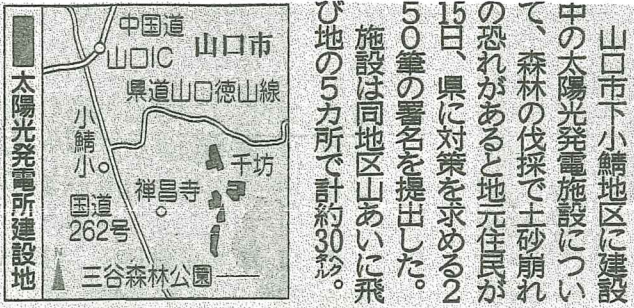 山口市下小鯖地区に建設
中の太陽光発電施設につい
て、森林の伐採で土砂崩れ
の恐れがあると地元住民が
15日、県に対策を求める2
50筆の署名を提出した。
施設は同地区山あいに飛
び地の5カ所で計約30㌶。
中国道
山口IC
山口市
県道山口徳山線
小鯖小
千坊
禅昌寺
国道
262号
N
三谷森林公園
太陽光発電所建設地